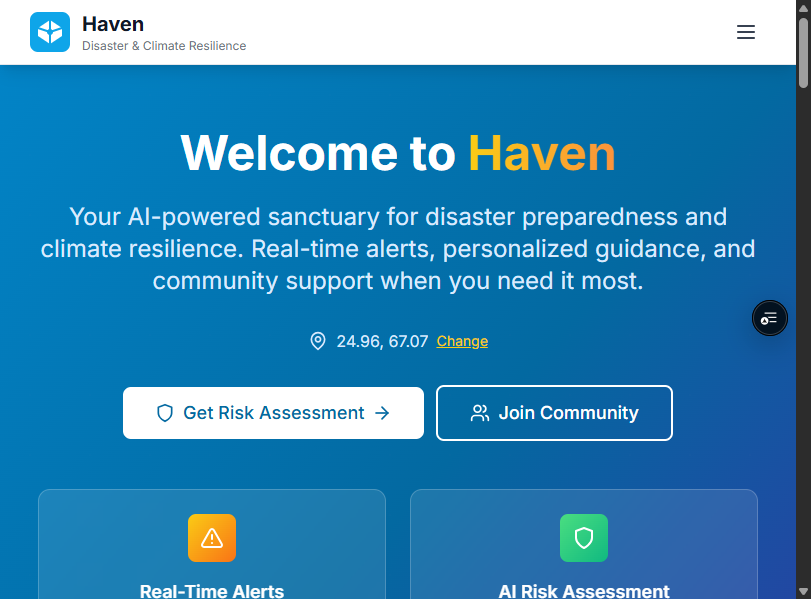 Haven
Disaster & Climate Resilience
Welcome to Haven
Your AI-powered sanctuary for disaster preparedness and
climate resilience. Real-time alerts, personalized guidance, and
community support when you need it most.
24.96, 67.07 Change
Get Risk Assessment
Join Community
Real-Time Alerts
AI Risk Assessment